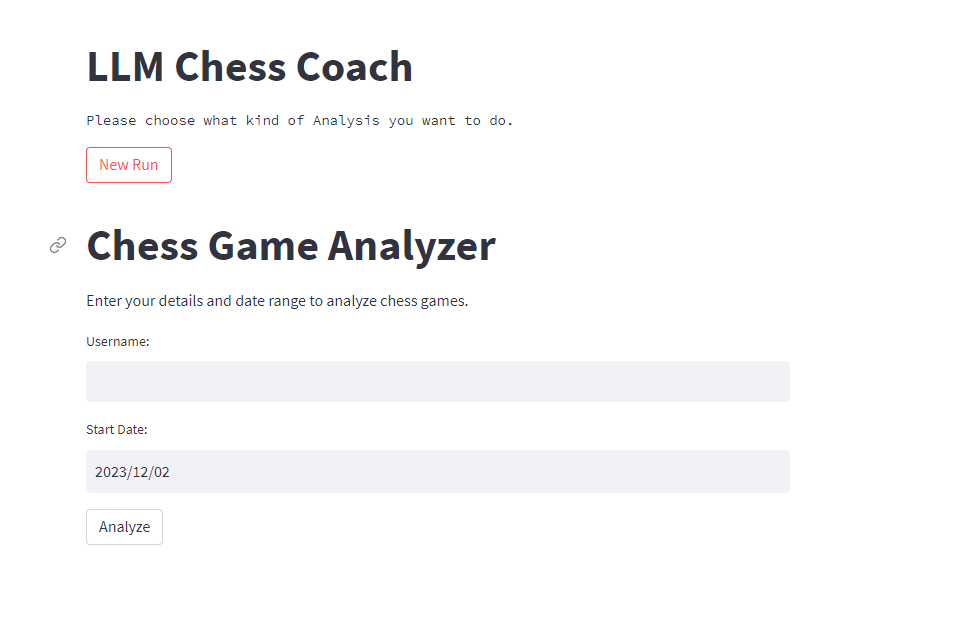 LLM Chess Coach
Please choose what kind of Analysis you want to do.
New Run
Chess Game Analyzer
Enter your details and date range to analyze chess games.
Username:
Start Date:
2023/12/02
Analyze